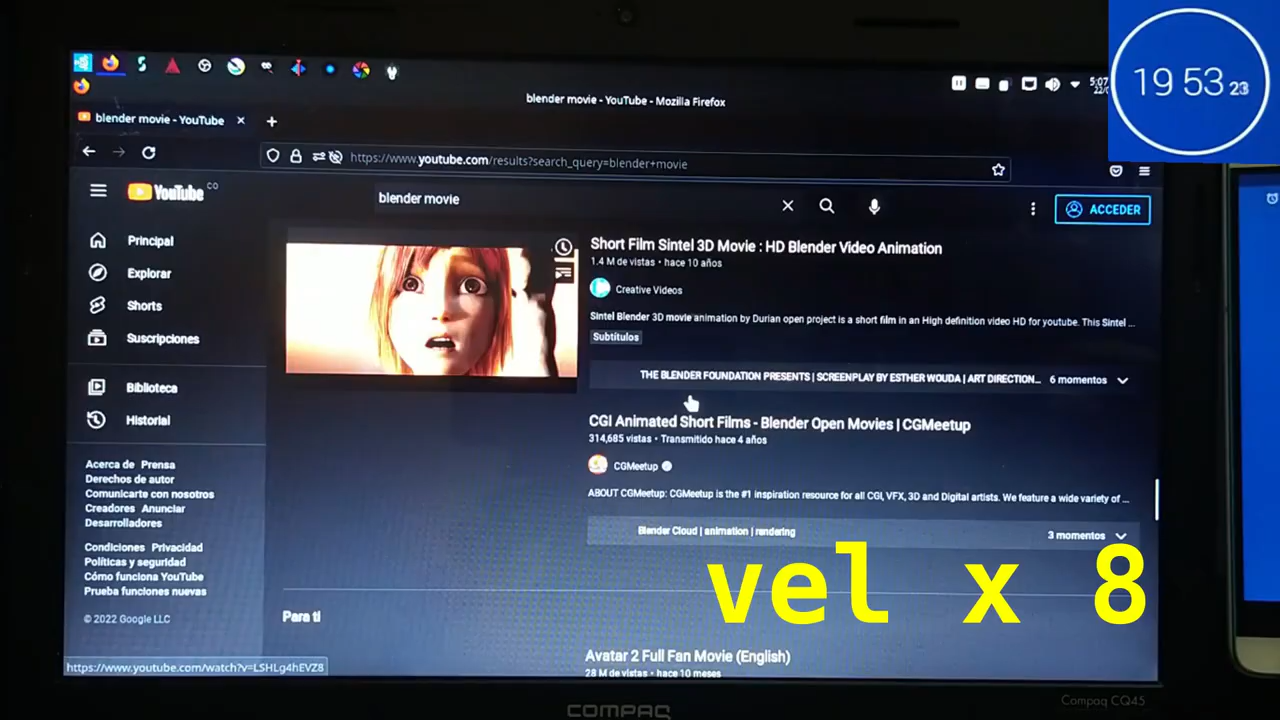 19 53 23
5:07
blender movie - YouTube - Mozilla Firefox
blender movie - YouTube
https://www.youtube.com/results?search_query=blender+movie
YouTube CO
blender movie
ACCEDER
Principal
Explorar
Shorts
Suscripciones
Biblioteca
Historial
Acerca de Prensa
Derechos de autor
Comunicarte con nosotros
Creadores Anunciar
Desarrolladores
Condiciones Privacidad
Políticas y seguridad
Cómo funciona YouTube
Prueba funciones nuevas
© 2022 Google LLC
https://www.youtube.com/watch?v=LSHLg4hEVZ8
Short Film Sintel 3D Movie : HD Blender Video Animation
1.4 M de vistas • hace 10 años
Creative Videos
Sintel Blender 3D movie animation by Durian open project is a short film in an High definition video HD for youtube. This Sintel ...
Subtítulos
THE BLENDER FOUNDATION PRESENTS | SCREENPLAY BY ESTHER WOUDA | ART DIRECTION... 6 momentos
CGI Animated Short Films - Blender Open Movies | CGMeetup
314,685 vistas • Transmitido hace 4 años
CGMeetup
ABOUT CGMeetup: CGMeetup is the #1 inspiration resource for all CGI, VFX, 3D and Digital artists. We feature a wide variety of ...
Blender Cloud | animation | rendering 3 momentos
vel x 8
Para ti
Avatar 2 Full Fan Movie (English)
28 M de vistas • hace 10 meses
COMPAQ
Compaq CQ45